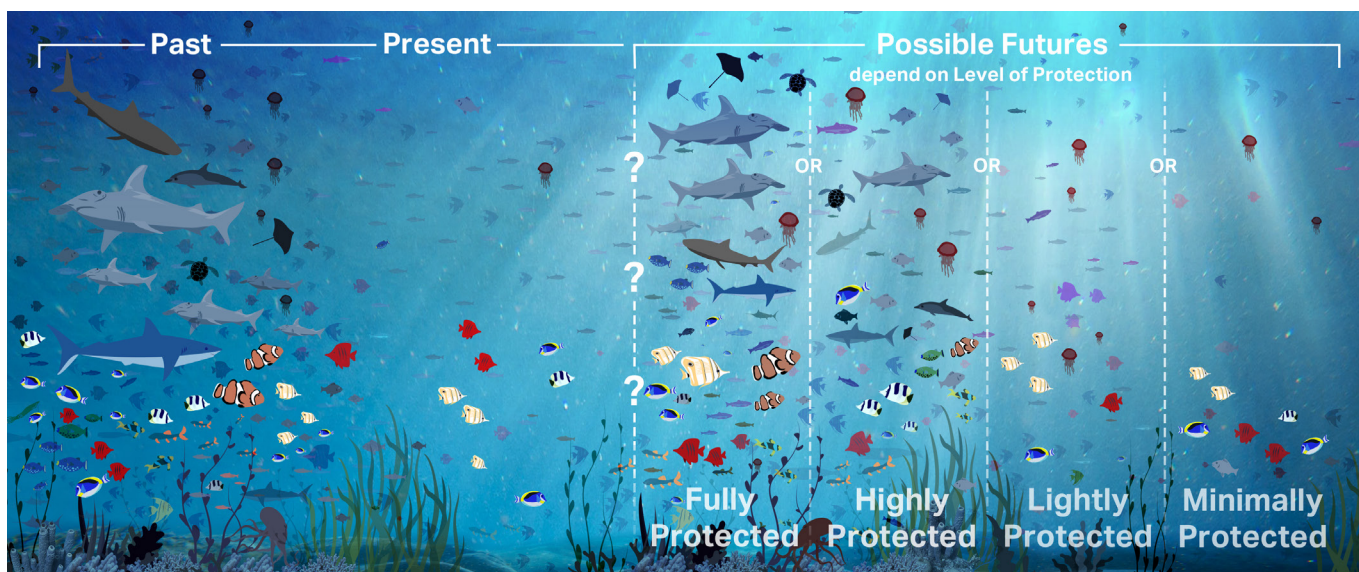 Past
Present
Possible Futures
depend on Level of Protection
?
OR
OR
OR
?
?
Fully
Protected
Highly
Protected
Lightly
Protected
Minimally
Protected